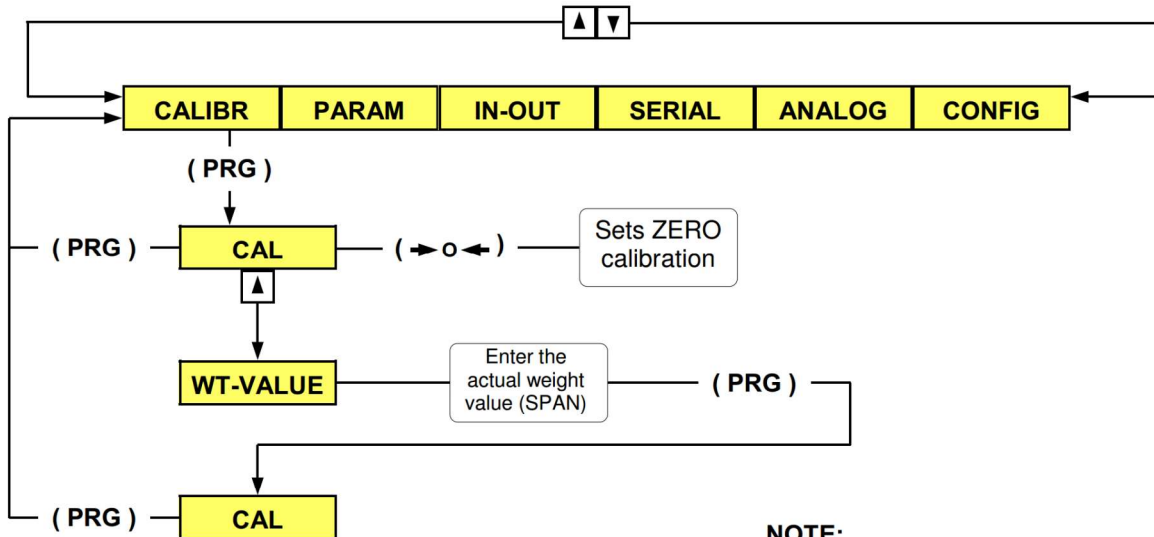 ▲ ▼
CALIBR PARAM IN-OUT SERIAL ANALOG CONFIG
( PRG )
( PRG ) CAL ( →o← ) Sets ZERO
calibration
▲
WT-VALUE Enter the
actual weight
value (SPAN) ( PRG )
( PRG ) CAL
NOTE: